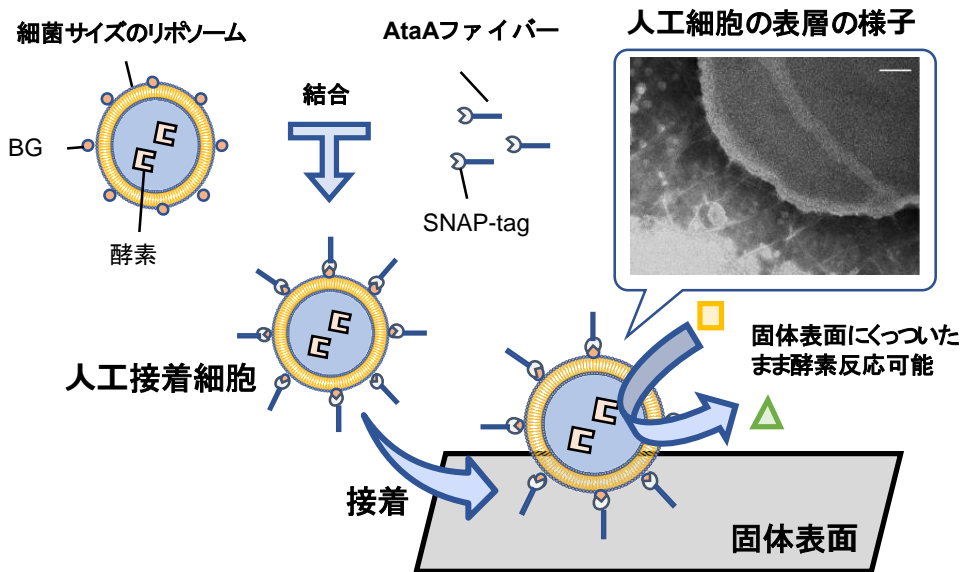 細菌サイズのリポソーム
AtaAファイバー
人工細胞の表層の様子
結合
BG
酵素
SNAP-tag
人工接着細胞
固体表面にくっついた
まま酵素反応可能
接着
固体表面